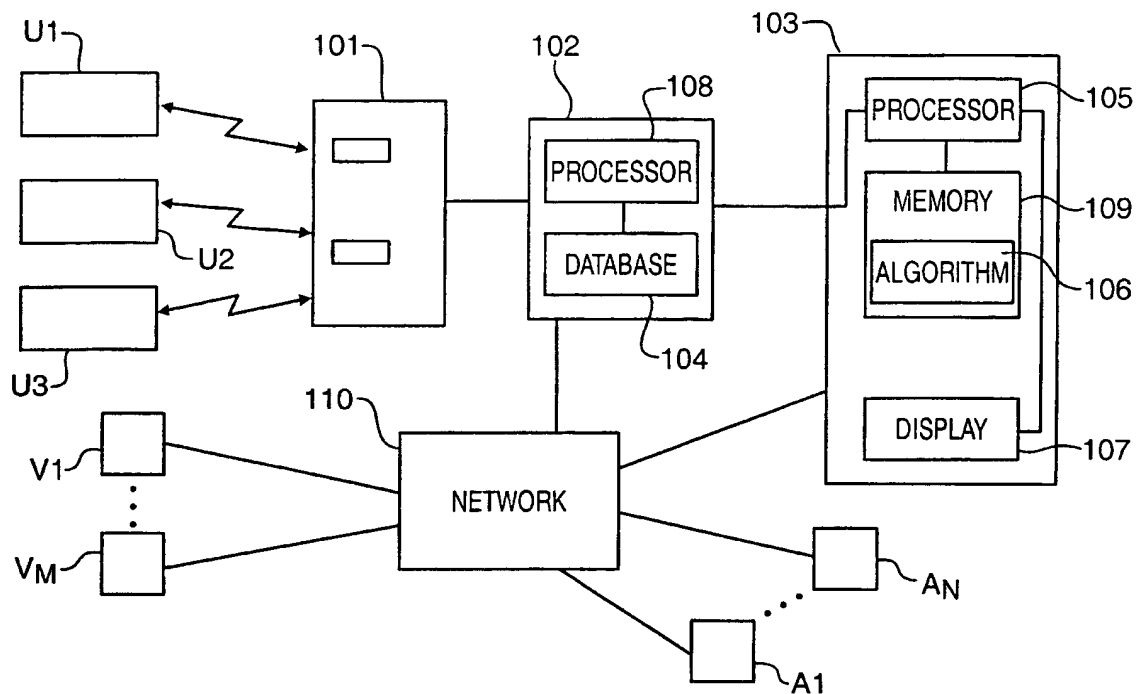 U1
101
102
103
108
105
PROCESSOR
PROCESSOR
MEMORY
109
U2
DATABASE
ALGORITHM
106
104
U3
110
DISPLAY
107
V1
NETWORK
VM
AN
A1